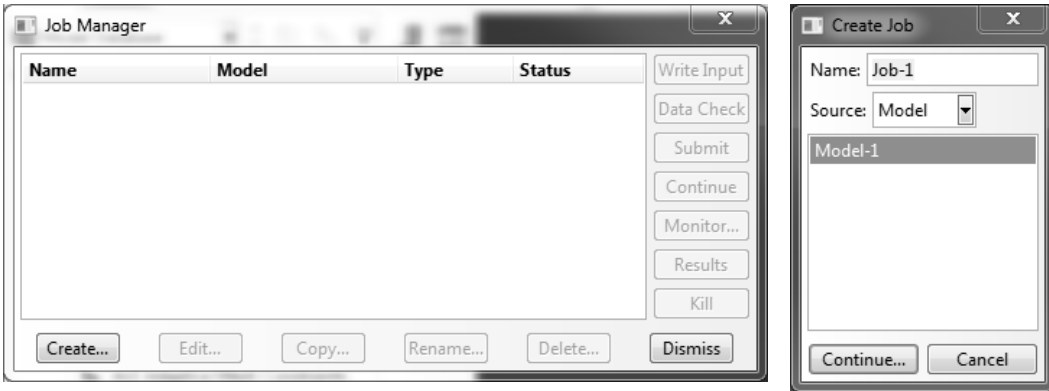 Job Manager
Name Model Type Status
Write Input
Data Check
Submit
Continue
Monitor...
Results
Kill
Create... Edit... Copy... Rename... Delete... Dismiss
Create Job
Name: Job-1
Source: Model
Model-1
Continue... Cancel